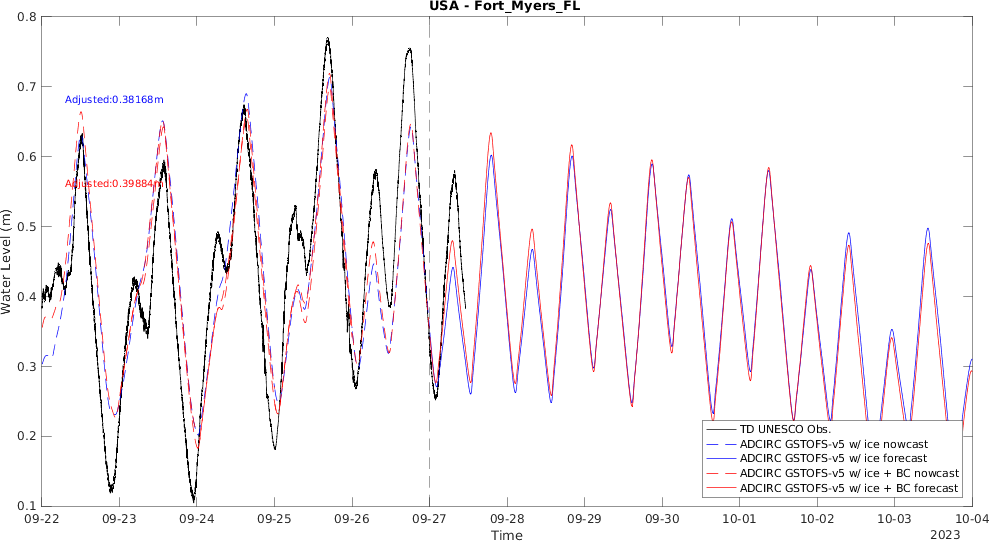 USA - Fort_Myers_FL
0.8
0.7
0.6
0.5
0.4
0.3
0.2
0.1
Water Level (m)
Adjusted:0.38168m
Adjusted:0.39884m
TD UNESCO Obs.
ADCIRC GSTOFS-v5 w/ ice nowcast
ADCIRC GSTOFS-v5 w/ ice forecast
ADCIRC GSTOFS-v5 w/ ice + BC nowcast
ADCIRC GSTOFS-v5 w/ ice + BC forecast
09-22 09-23 09-24 09-25 09-26 09-27 09-28 09-29 09-30 10-01 10-02 10-03 10-04
Time
2023